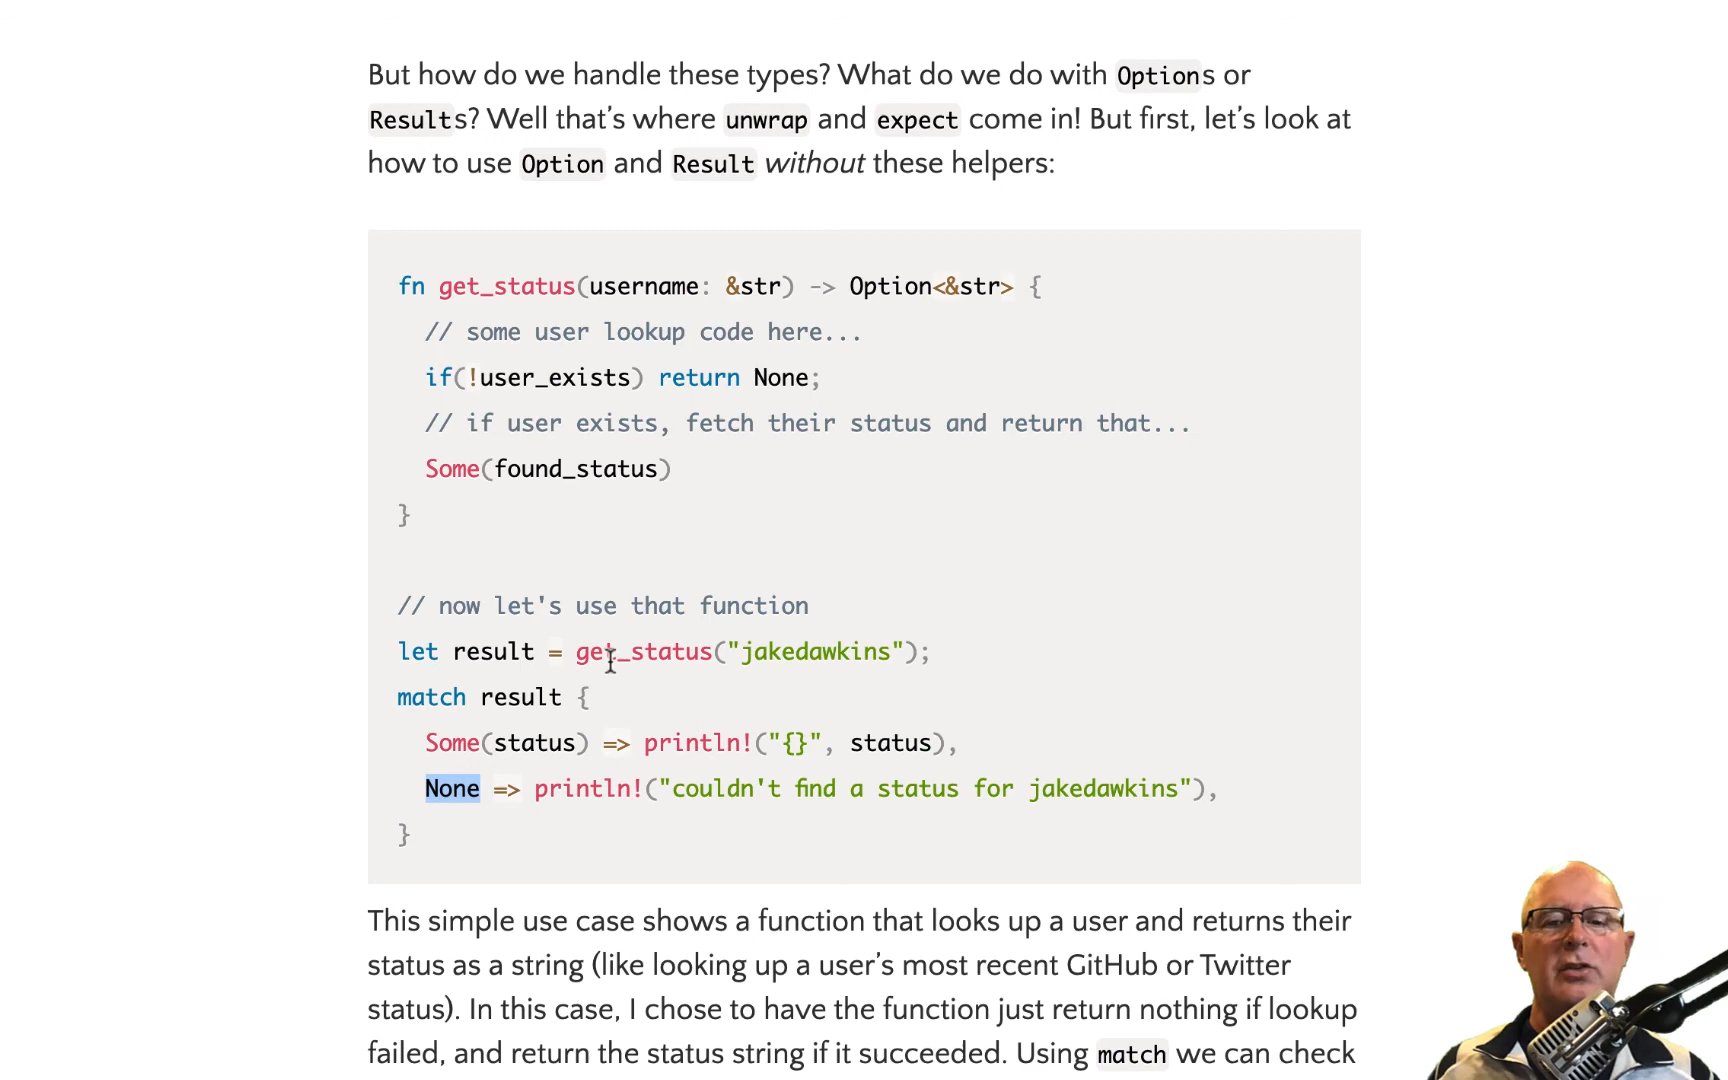 But how do we handle these types? What do we do with Options or
Results? Well that’s where unwrap and expect come in! But first, let’s look at
how to use Option and Result without these helpers:
fn get_status(username: &str) -> Option<&str> {
  // some user lookup code here...
  if(!user_exists) return None;
  // if user exists, fetch their status and return that...
  Some(found_status)
}
// now let's use that function
let result = get_status("jakedawkins");
match result {
  Some(status) => println!("{}", status),
  None => println!("couldn't find a status for jakedawkins"),
}
This simple use case shows a function that looks up a user and returns their
status as a string (like looking up a user’s most recent GitHub or Twitter
status). In this case, I chose to have the function just return nothing if lookup
failed, and return the status string if it succeeded. Using match we can check